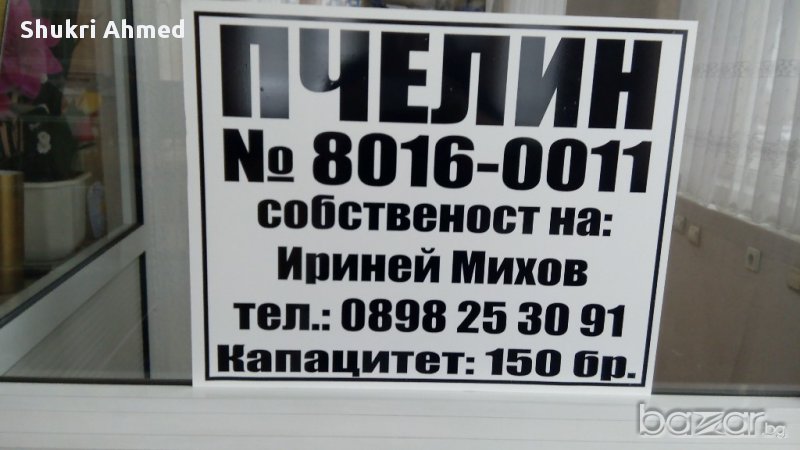 Shukri Ahmed
ПЧЕЛИН
№ 8016-0011
собственост на:
Ириней Михов
тел.: 0898 25 30 91
Капацитет: 150 бр.
bazar.bg